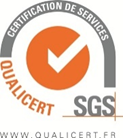 CERTIFICATION DE SERVICES
QUALICERT
SGS
WWW.QUALICERT.FR